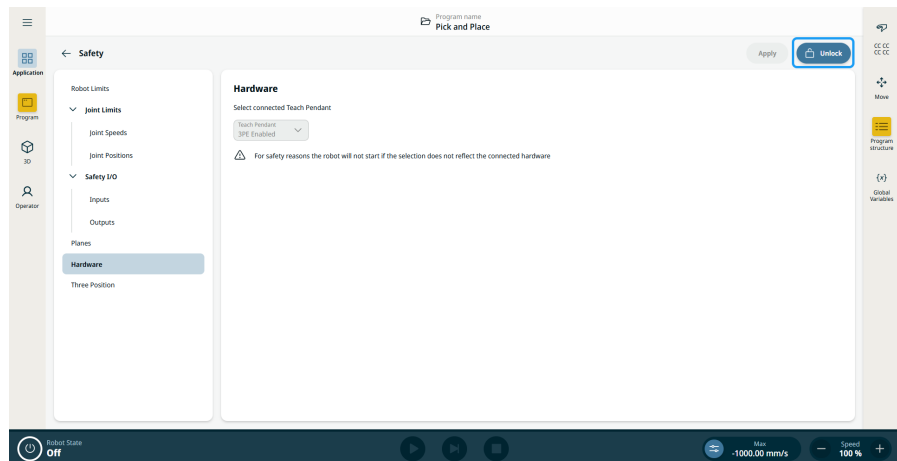 Program name
Pick and Place
Safety
Apply
Unlock
Application
Program
3D
Operator
Robot Limits
Joint Limits
Joint Speeds
Joint Positions
Safety I/O
Inputs
Outputs
Planes
Hardware
Three Position
Hardware
Select connected Teach Pendant
Teach Pendant
3PE Enabled
For safety reasons the robot will not start if the selection does not reflect the connected hardware
CC CC
CC CC
Move
Program
structure
{x}
Global
Variables
Robot State
Off
Max
-1000.00 mm/s
Speed
100 %